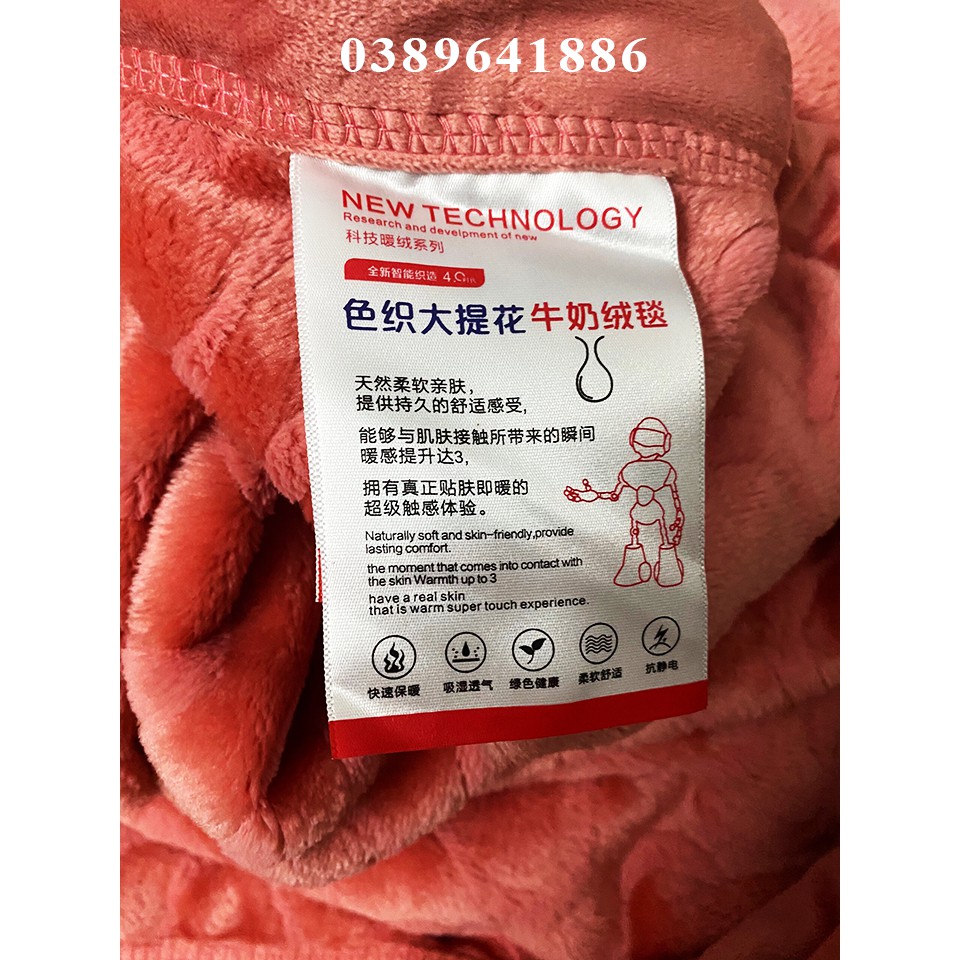 0389641886
NEW TECHNOLOGY
Research and develpment of new
科技暖绒系列
全新智能织造 4.0
色织大提花牛奶绒毯
天然柔软亲肤，
提供持久的舒适感受，
能够与肌肤接触所带来的瞬间
暖感提升达3，
拥有真正贴肤即暖的
超级触感体验。
Naturally soft and skin-friendly,provide
lasting comfort.
the moment that comes into contact with
the skin Warmth up to 3
have a real skin
that is warm super touch experience.
快速保暖 吸湿透气 绿色健康 柔软舒适 抗静电